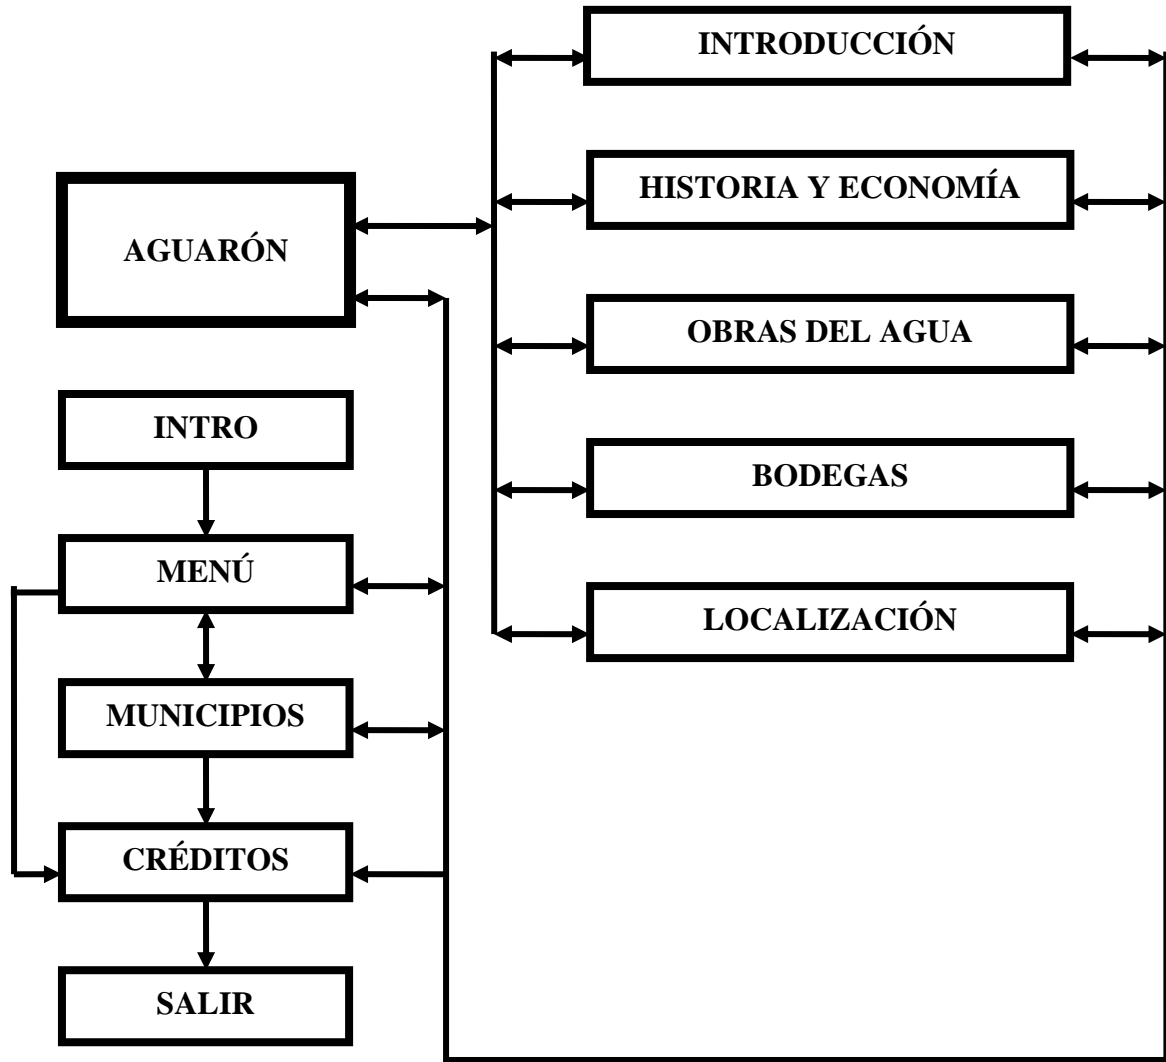 AGUARÓN
INTRO
MENÚ
MUNICIPIOS
CRÉDITOS
SALIR
INTRODUCCIÓN
HISTORIA Y ECONOMÍA
OBRAS DEL AGUA
BODEGAS
LOCALIZACIÓN